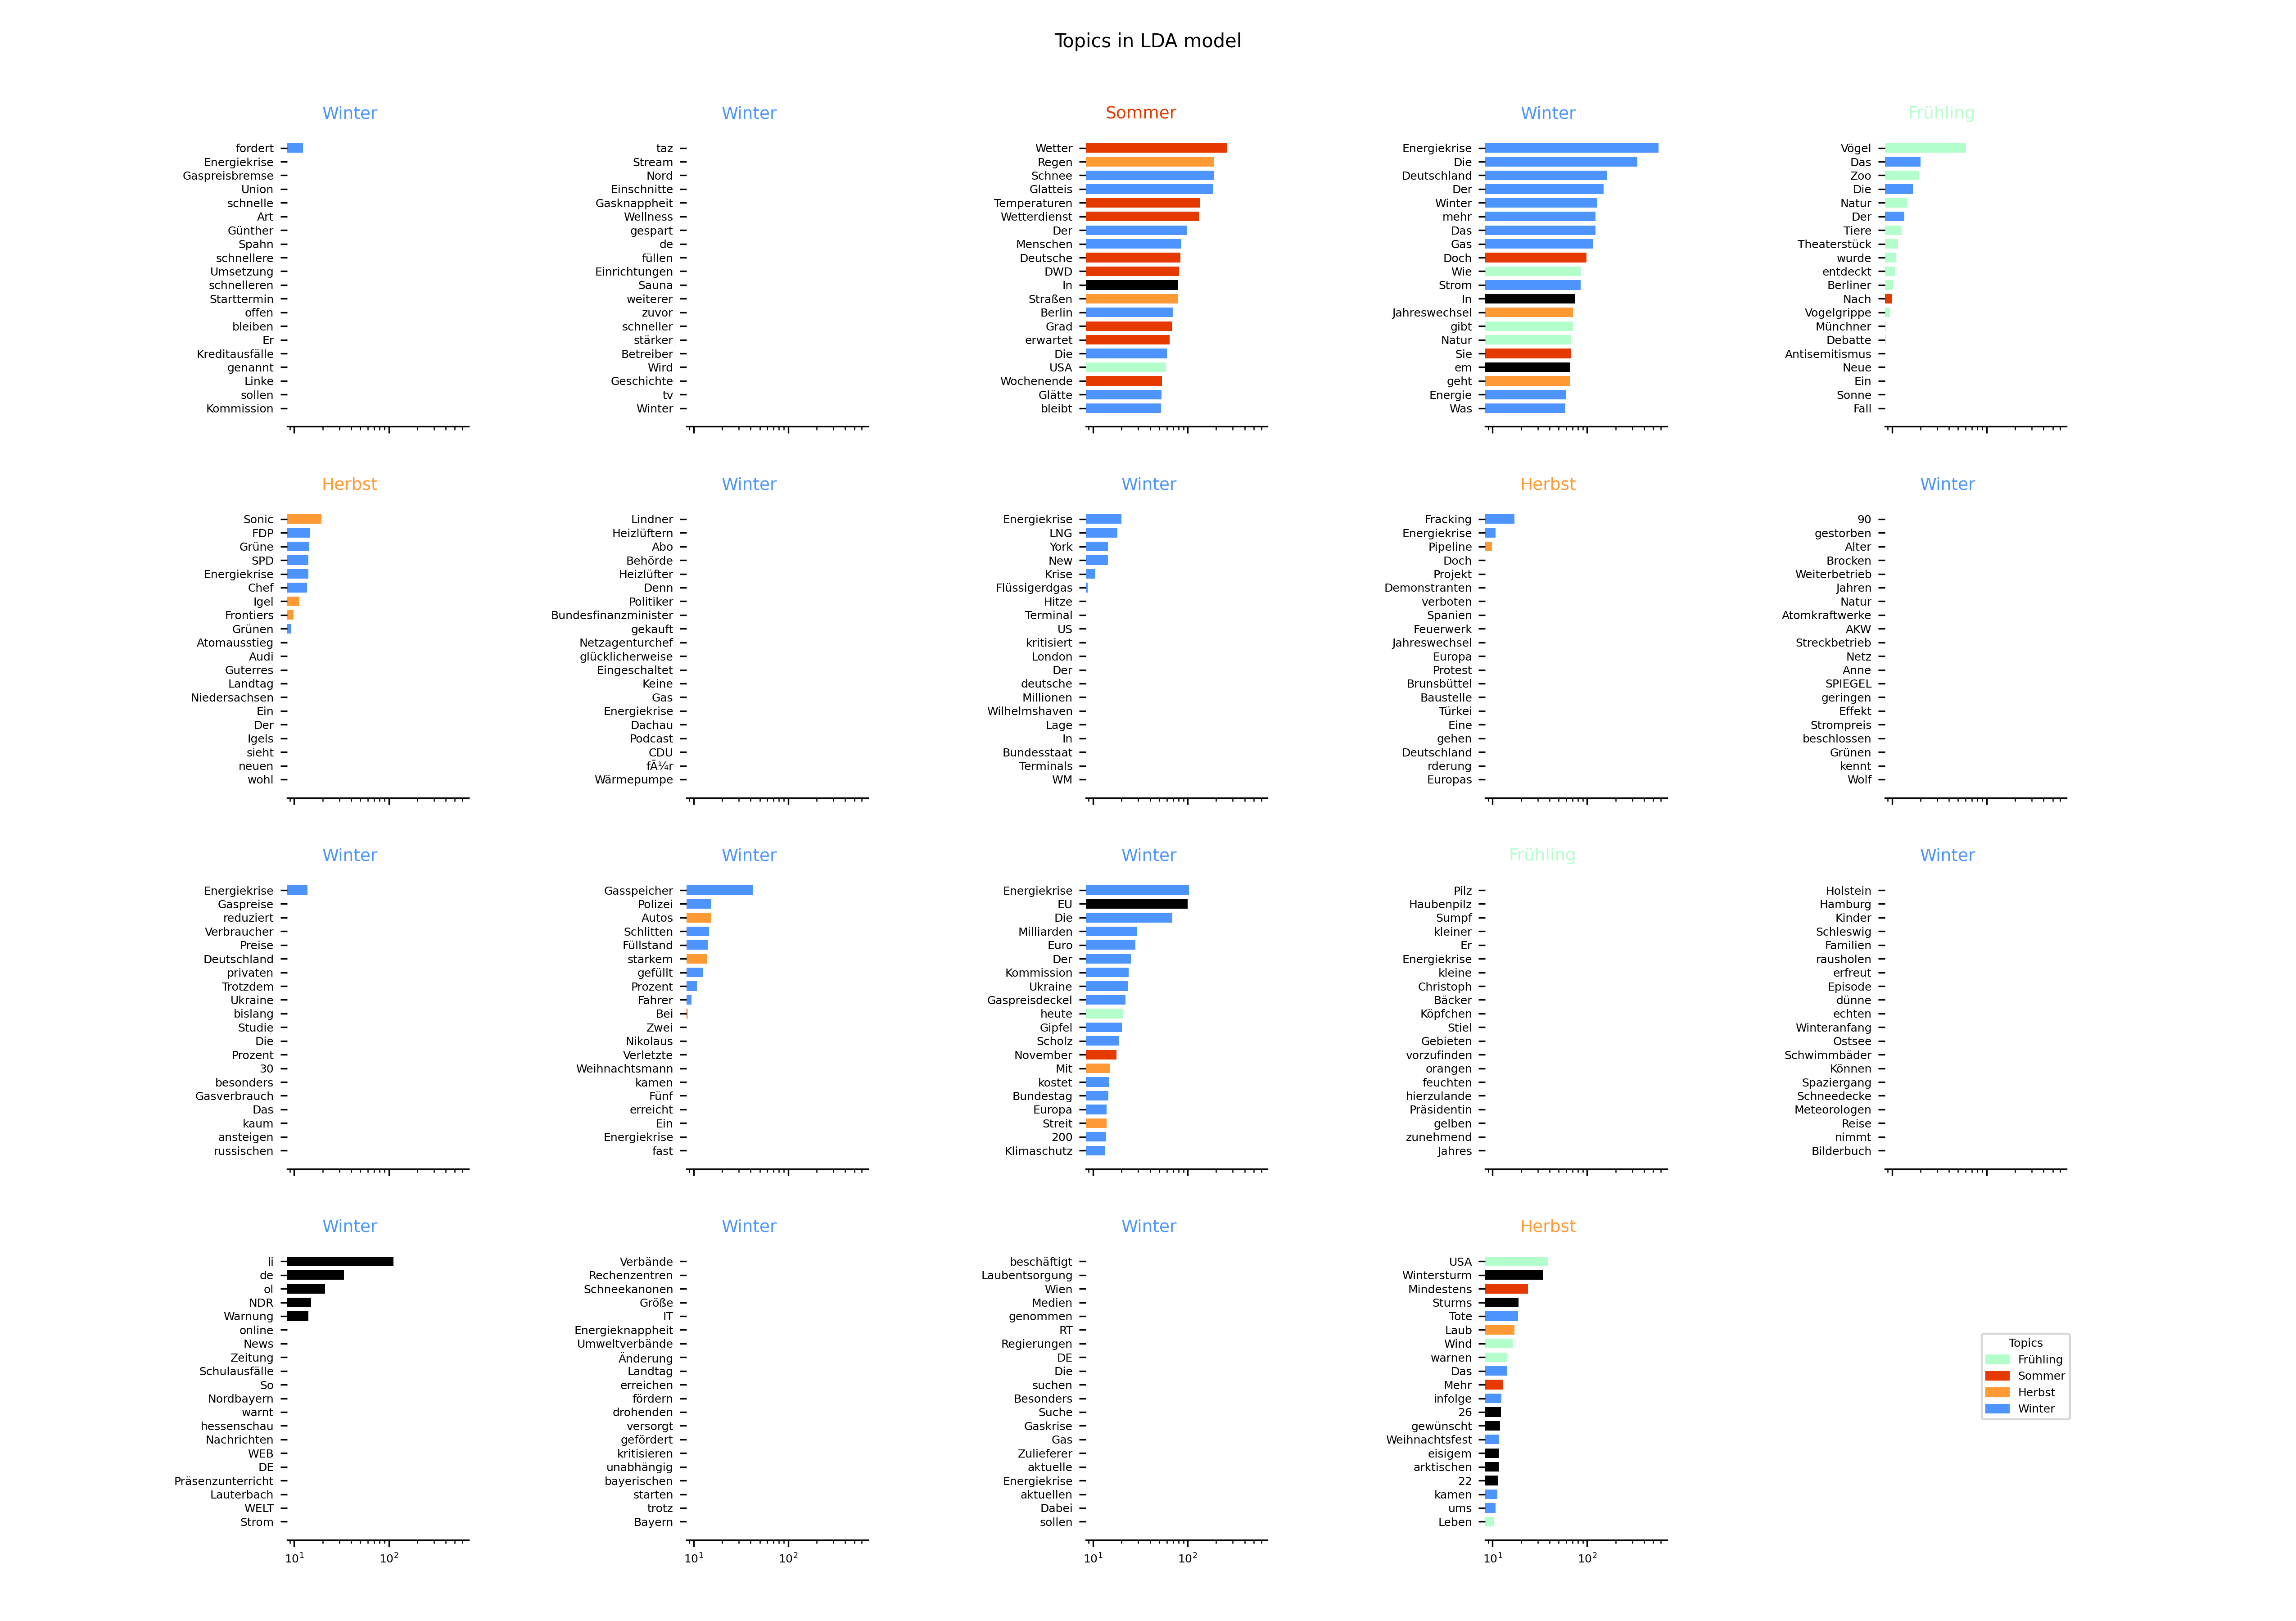 Topics in LDA model
Winter
fordert
Energiekrise
Gaspreisbremse
Union
schnelle
Art
Günther
Spahn
schnellere
Umsetzung
schnelleren
Starttermin
offen
bleiben
Er
Kreditausfälle
genannt
Linke
sollen
Kommission
Winter
taz
Stream
Nord
Einschnitte
Gasknappheit
Wellness
gespart
de
füllen
Einrichtungen
Sauna
weiterer
zuvor
schneller
stärker
Betreiber
Wird
Geschichte
tv
Winter
Sommer
Wetter
Regen
Schnee
Glatteis
Temperaturen
Wetterdienst
Der
Menschen
Deutsche
DWD
In
Straßen
Berlin
Grad
erwartet
Die
USA
Wochenende
Glätte
bleibt
Winter
Energiekrise
Die
Deutschland
Der
Winter
mehr
Das
Gas
Doch
Wie
Strom
In
Jahreswechsel
gibt
Natur
Sie
em
geht
Energie
Was
Frühling
Vögel
Das
Zoo
Die
Natur
Der
Tiere
Theaterstück
wurde
entdeckt
Berliner
Nach
Vogelgrippe
Münchner
Debatte
Antisemitismus
Neue
Ein
Sonne
Fall
Herbst
Sonic
FDP
Grüne
SPD
Energiekrise
Chef
Igel
Frontiers
Grünen
Atomausstieg
Audi
Guterres
Landtag
Niedersachsen
Ein
Der
Igels
sieht
neuen
wohl
Winter
Lindner
Heizlüftern
Abo
Behörde
Heizlüfter
Denn
Politiker
Bundesfinanzminister
gekauft
Netzagenturchef
glücklicherweise
Eingeschaltet
Keine
Gas
Energiekrise
Dachau
Podcast
CDU
fÃ¼r
Wärmepumpe
Winter
Energiekrise
LNG
York
New
Krise
Flüssigerdgas
Hitze
Terminal
US
kritisiert
London
Der
deutsche
Millionen
Wilhelmshaven
Lage
In
Bundesstaat
Terminals
WM
Herbst
Fracking
Energiekrise
Pipeline
Doch
Projekt
Demonstranten
verboten
Spanien
Feuerwerk
Jahreswechsel
Europa
Protest
Brunsbüttel
Baustelle
Türkei
Eine
gehen
Deutschland
rderung
Europas
Winter
90
gestorben
Alter
Brocken
Weiterbetrieb
Jahren
Natur
Atomkraftwerke
AKW
Streckbetrieb
Netz
Anne
SPIEGEL
geringen
Effekt
Strompreis
beschlossen
Grünen
kennt
Wolf
Winter
Energiekrise
Gaspreise
reduziert
Verbraucher
Preise
Deutschland
privaten
Trotzdem
Ukraine
bislang
Studie
Die
Prozent
30
besonders
Gasverbrauch
Das
kaum
ansteigen
russischen
Winter
Gasspeicher
Polizei
Autos
Schlitten
Füllstand
starkem
gefüllt
Prozent
Fahrer
Bei
Zwei
Nikolaus
Verletzte
Weihnachtsmann
kamen
Fünf
erreicht
Ein
Energiekrise
fast
Winter
Energiekrise
EU
Die
Milliarden
Euro
Der
Kommission
Ukraine
Gaspreisdeckel
heute
Gipfel
Scholz
November
Mit
kostet
Bundestag
Europa
Streit
200
Klimaschutz
Frühling
Pilz
Haubenpilz
Sumpf
kleiner
Er
Energiekrise
kleine
Christoph
Bäcker
Köpfchen
Stiel
Gebieten
vorzufinden
orangen
feuchten
hierzulande
Präsidentin
gelben
zunehmend
Jahres
Winter
Holstein
Hamburg
Kinder
Schleswig
Familien
rausholen
erfreut
Episode
dünne
echten
Winteranfang
Ostsee
Schwimmbäder
Können
Spaziergang
Schneedecke
Meteorologen
Reise
nimmt
Bilderbuch
Winter
li
de
ol
NDR
Warnung
online
News
Zeitung
Schulausfälle
So
Nordbayern
warnt
hessenschau
Nachrichten
WEB
DE
Präsenzunterricht
Lauterbach
WELT
Strom
10¹ 10²
Winter
Verbände
Rechenzentren
Schneekanonen
Größe
IT
Energieknappheit
Umweltverbände
Änderung
Landtag
erreichen
fördern
drohenden
versorgt
gefördert
kritisieren
unabhängig
bayerischen
starten
trotz
Bayern
10¹ 10²
Winter
beschäftigt
Laubentsorgung
Wien
Medien
genommen
RT
Regierungen
DE
Die
suchen
Besonders
Suche
Gaskrise
Gas
Zulieferer
aktuelle
Energiekrise
aktuellen
Dabei
sollen
10¹ 10²
Herbst
USA
Wintersturm
Mindestens
Sturms
Tote
Laub
Wind
warnen
Das
Mehr
infolge
26
gewünscht
Weihnachtsfest
eisigem
arktischen
22
kamen
ums
Leben
10¹ 10²
Topics
Frühling
Sommer
Herbst
Winter